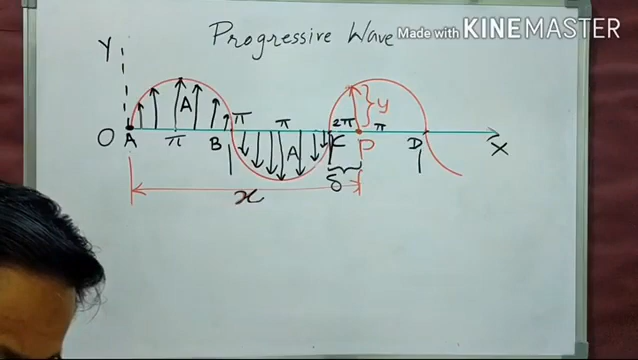 Progressive Wave
Made with KINEMASTER
Y
A π 2π π } y
O A π B A K P π D X
δ
x